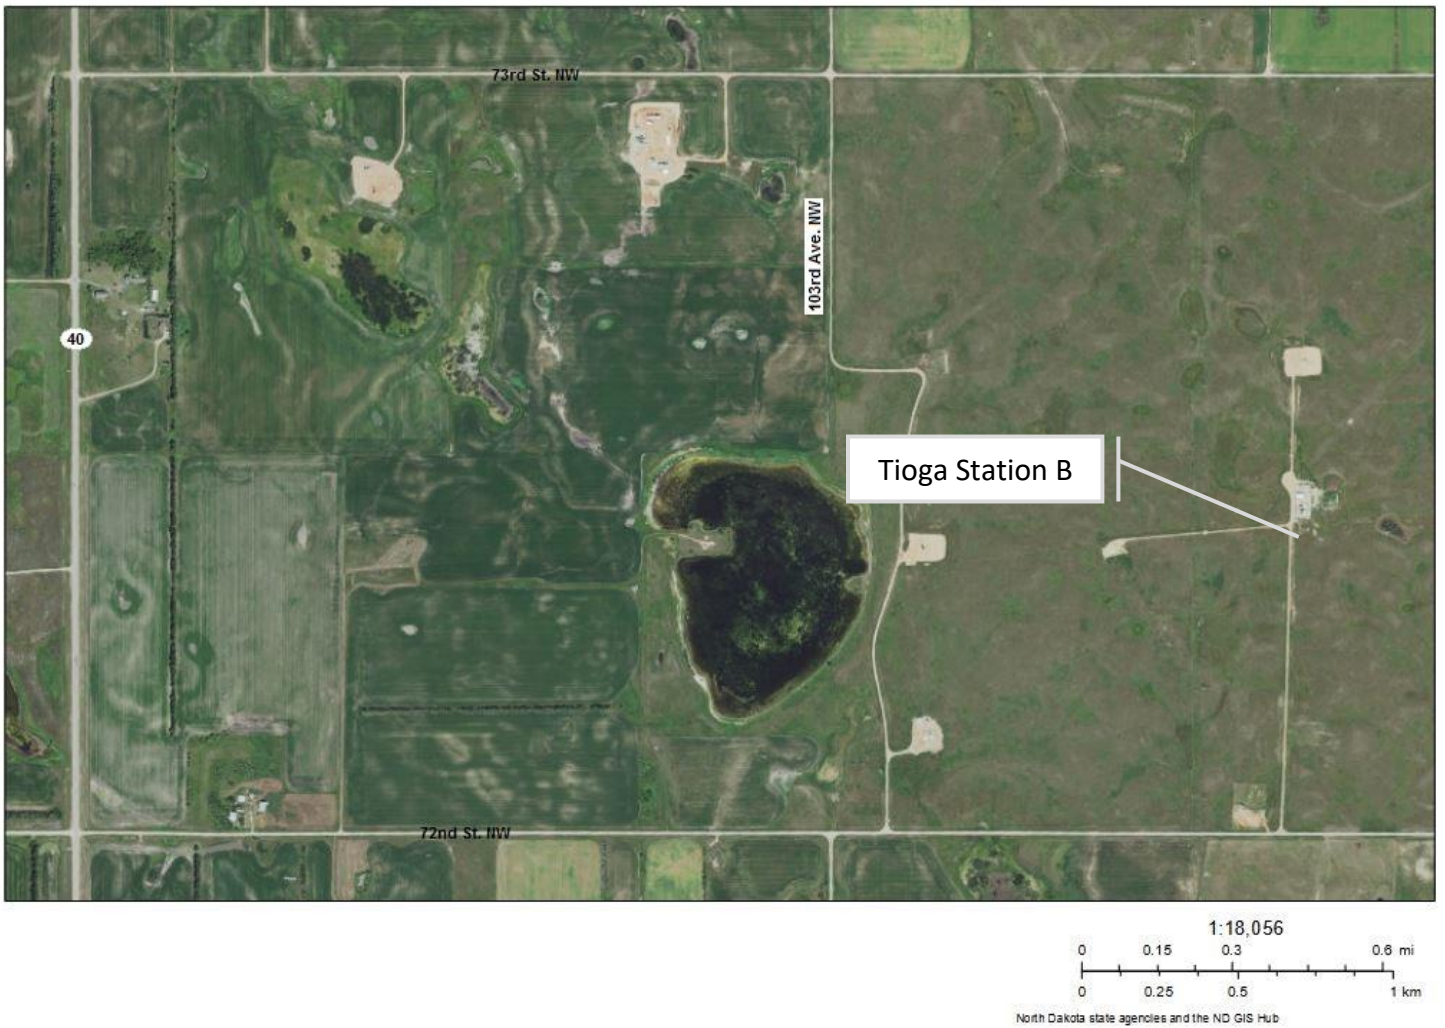 73rd St. NW
103rd Ave. NW
40
Tioga Station B
72nd St. NW
1:18,056
0 0.15 0.3 0.6 mi
0 0.25 0.5 1 km
North Dakota state agencies and the ND GIS Hub